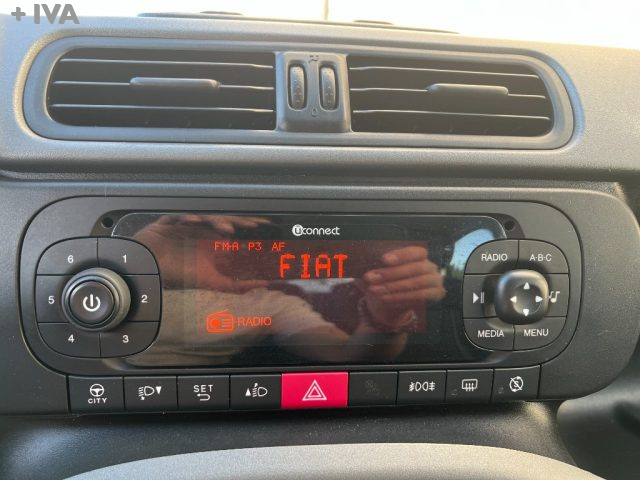 + IVA
uconnect
FM-A P3 AF
FIAT
RADIO
6 1
5 2
4 3
RADIO A·B·C
MEDIA MENU
CITY
SET